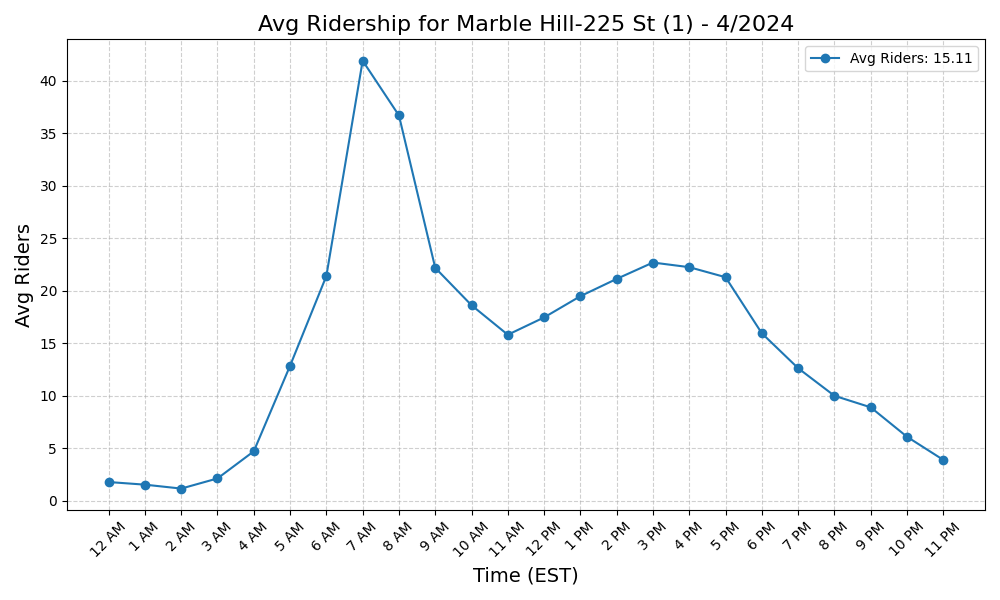 Avg Ridership for Marble Hill-225 St (1) - 4/2024
Avg Riders: 15.11
Avg Riders
40
35
30
25
20
15
10
5
0
12 AM
1 AM
2 AM
3 AM
4 AM
5 AM
6 AM
7 AM
8 AM
9 AM
10 AM
11 AM
12 PM
1 PM
2 PM
3 PM
4 PM
5 PM
6 PM
7 PM
8 PM
9 PM
10 PM
11 PM
Time (EST)